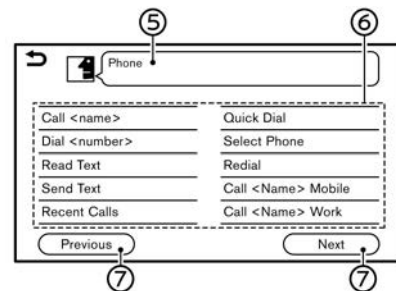 ⑤ ⑥
Phone
Call <name> Quick Dial
Dial <number> Select Phone
Read Text Redial
Send Text Call <Name> Mobile
Recent Calls Call <Name> Work
Previous Next
⑦ ⑦